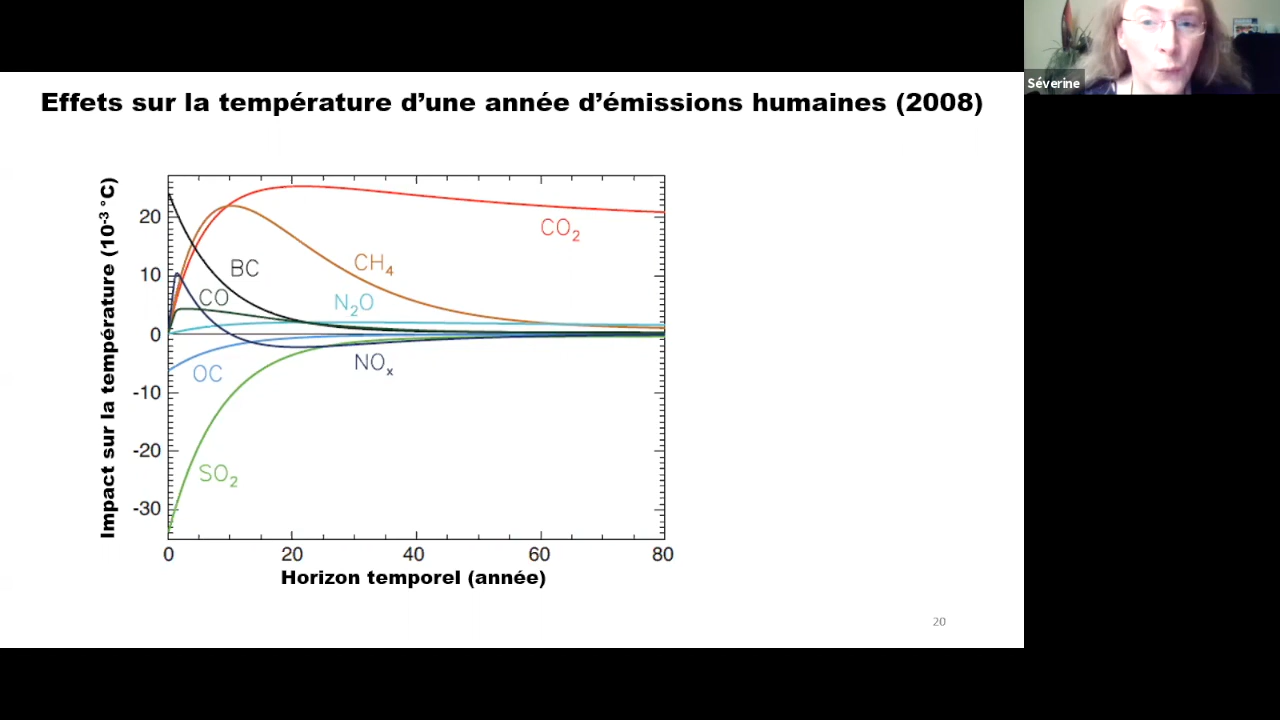 Séverine
Effets sur la température d’une année d’émissions humaines (2008)
Impact sur la température (10⁻³ °C)
20
10
0
-10
-20
-30
CO₂
BC
CH₄
CO
N₂O
NOₓ
OC
SO₂
0 20 40 60 80
Horizon temporel (année)
20